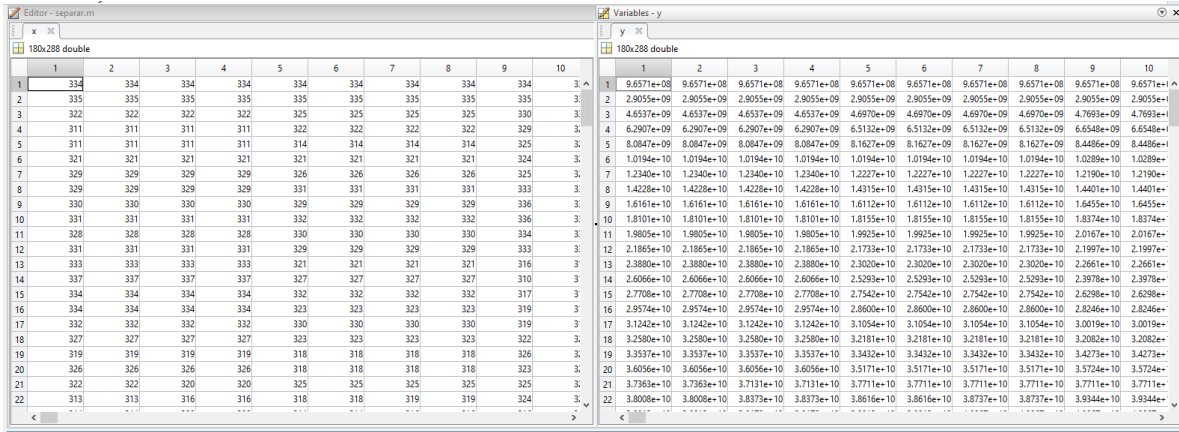 Editor - separar.m
x
180x288 double
1 2 3 4 5 6 7 8 9 10
1 334 334 334 334 334 334 334 334 334
2 335 335 335 335 335 335 335 335 335
3 322 322 322 322 325 325 325 325 330
4 311 311 311 311 322 322 322 322 329
5 311 311 311 311 314 314 314 314 325
6 321 321 321 321 321 321 321 321 324
7 329 329 329 329 326 326 326 326 325
8 329 329 329 329 331 331 331 331 333
9 330 330 330 330 329 329 329 329 336
10 331 331 331 331 332 332 332 332 336
11 328 328 328 328 330 330 330 330 334
12 331 331 331 331 329 329 329 329 333
13 333 333 333 333 321 321 321 321 316
14 337 337 337 337 327 327 327 327 310
15 334 334 334 334 332 332 332 332 317
16 334 334 334 334 323 323 323 323 319
17 332 332 332 332 330 330 330 330 319
18 327 327 327 327 323 323 323 323 322
19 319 319 319 319 318 318 318 318 326
20 326 326 326 326 318 318 318 318 323
21 322 322 320 320 325 325 325 325 325
22 313 313 316 316 318 318 319 319 324
Variables - y
y
180x288 double
1 2 3 4 5 6 7 8 9 10
1 9.6571e+08 9.6571e+08 9.6571e+08 9.6571e+08 9.6571e+08 9.6571e+08 9.6571e+08 9.6571e+08 9.6571e+08 9.6571e+
2 2.9055e+09 2.9055e+09 2.9055e+09 2.9055e+09 2.9055e+09 2.9055e+09 2.9055e+09 2.9055e+09 2.9055e+09 2.9055e+
3 4.6537e+09 4.6537e+09 4.6537e+09 4.6537e+09 4.6970e+09 4.6970e+09 4.6970e+09 4.6970e+09 4.7693e+09 4.7693e+
4 6.2907e+09 6.2907e+09 6.2907e+09 6.2907e+09 6.5132e+09 6.5132e+09 6.5132e+09 6.5132e+09 6.6548e+09 6.6548e+
5 8.0847e+09 8.0847e+09 8.0847e+09 8.0847e+09 8.1627e+09 8.1627e+09 8.1627e+09 8.1627e+09 8.4486e+09 8.4486e+
6 1.0194e+10 1.0194e+10 1.0194e+10 1.0194e+10 1.0194e+10 1.0194e+10 1.0194e+10 1.0194e+10 1.0289e+10 1.0289e+
7 1.2340e+10 1.2340e+10 1.2340e+10 1.2340e+10 1.2227e+10 1.2227e+10 1.2227e+10 1.2227e+10 1.2190e+10 1.2190e+
8 1.4228e+10 1.4228e+10 1.4228e+10 1.4228e+10 1.4315e+10 1.4315e+10 1.4315e+10 1.4315e+10 1.4401e+10 1.4401e+
9 1.6161e+10 1.6161e+10 1.6161e+10 1.6161e+10 1.6112e+10 1.6112e+10 1.6112e+10 1.6112e+10 1.6455e+10 1.6455e+
10 1.8101e+10 1.8101e+10 1.8101e+10 1.8101e+10 1.8155e+10 1.8155e+10 1.8155e+10 1.8155e+10 1.8374e+10 1.8374e+
11 1.9805e+10 1.9805e+10 1.9805e+10 1.9805e+10 1.9925e+10 1.9925e+10 1.9925e+10 1.9925e+10 2.0167e+10 2.0167e+
12 2.1865e+10 2.1865e+10 2.1865e+10 2.1865e+10 2.1733e+10 2.1733e+10 2.1733e+10 2.1733e+10 2.1997e+10 2.1997e+
13 2.3880e+10 2.3880e+10 2.3880e+10 2.3880e+10 2.3020e+10 2.3020e+10 2.3020e+10 2.3020e+10 2.2661e+10 2.2661e+
14 2.6066e+10 2.6066e+10 2.6066e+10 2.6066e+10 2.5293e+10 2.5293e+10 2.5293e+10 2.5293e+10 2.3978e+10 2.3978e+
15 2.7708e+10 2.7708e+10 2.7708e+10 2.7708e+10 2.7542e+10 2.7542e+10 2.7542e+10 2.7542e+10 2.6298e+10 2.6298e+
16 2.9574e+10 2.9574e+10 2.9574e+10 2.9574e+10 2.8600e+10 2.8600e+10 2.8600e+10 2.8600e+10 2.8246e+10 2.8246e+
17 3.1242e+10 3.1242e+10 3.1242e+10 3.1242e+10 3.1054e+10 3.1054e+10 3.1054e+10 3.1054e+10 3.0019e+10 3.0019e+
18 3.2580e+10 3.2580e+10 3.2580e+10 3.2580e+10 3.2181e+10 3.2181e+10 3.2181e+10 3.2181e+10 3.2082e+10 3.2082e+
19 3.3537e+10 3.3537e+10 3.3537e+10 3.3537e+10 3.3432e+10 3.3432e+10 3.3432e+10 3.3432e+10 3.4273e+10 3.4273e+
20 3.6056e+10 3.6056e+10 3.6056e+10 3.6056e+10 3.5171e+10 3.5171e+10 3.5171e+10 3.5171e+10 3.5724e+10 3.5724e+
21 3.7363e+10 3.7363e+10 3.7131e+10 3.7131e+10 3.7711e+10 3.7711e+10 3.7711e+10 3.7711e+10 3.7711e+10 3.7711e+
22 3.8008e+10 3.8008e+10 3.8373e+10 3.8373e+10 3.8616e+10 3.8616e+10 3.8737e+10 3.8737e+10 3.9344e+10 3.9344e+